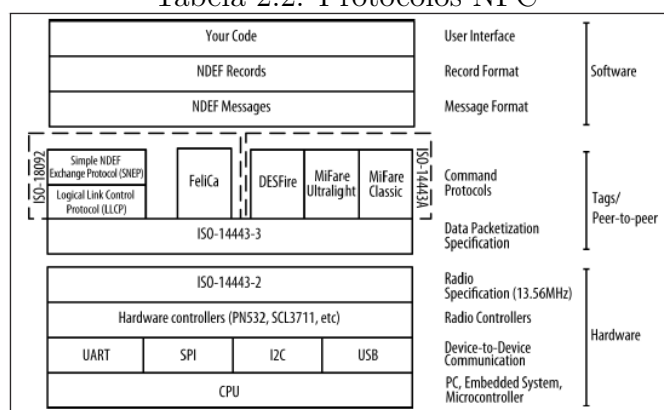 Tabela 2.2: Protocolos NFC
Your Code
User Interface
NDEF Records
Record Format
Software
NDEF Messages
Message Format
ISO-18092
Simple NDEF
Exchange Protocol (SNEP)
Logical Link Control
Protocol (LLCP)
FeliCa
DESFire
MiFare
Ultralight
MiFare
Classic
ISO-14443A
Command
Protocols
Tags/
Peer-to-peer
ISO-14443-3
Data Packetization
Specification
ISO-14443-2
Radio
Specification (13.56MHz)
Hardware controllers (PN532, SCL3711, etc)
Radio Controllers
Hardware
UART
SPI
I2C
USB
Device-to-Device
Communication
CPU
PC, Embedded System,
Microcontroller